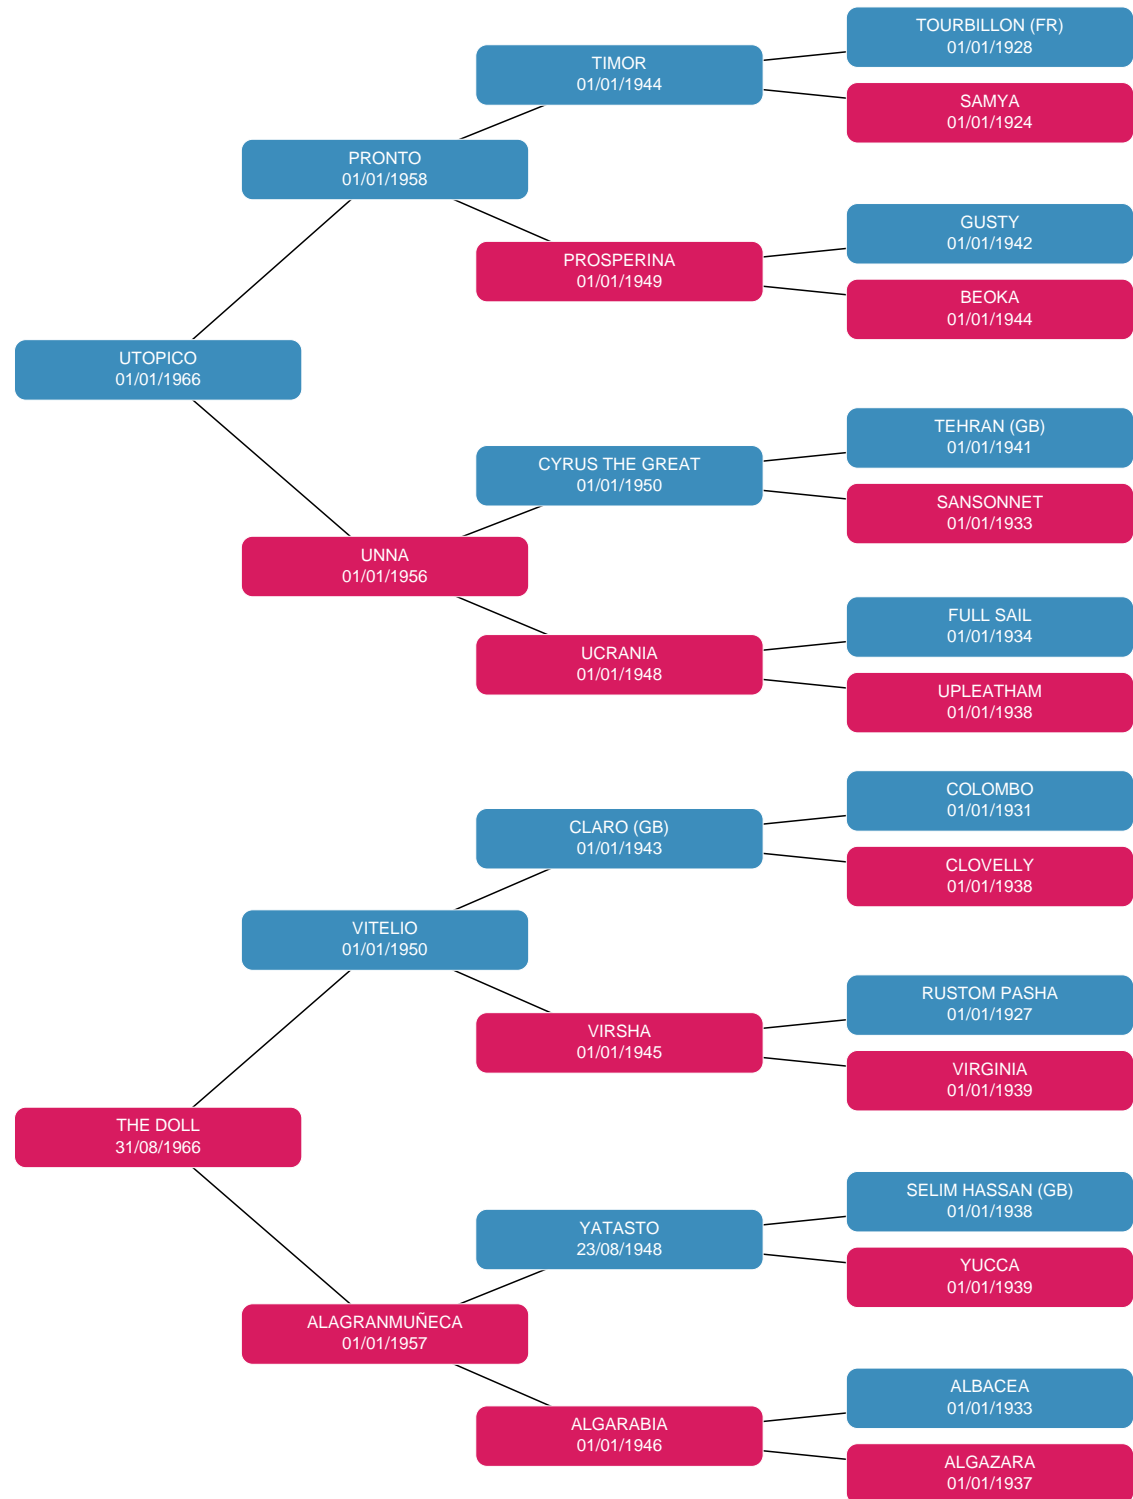 TOURBILLON (FR)
01/01/1928
TIMOR
01/01/1944
SAMYA
01/01/1924
PRONTO
01/01/1958
GUSTY
01/01/1942
PROSPERINA
01/01/1949
BEOKA
01/01/1944
UTOPICO
01/01/1966
TEHRAN (GB)
01/01/1941
CYRUS THE GREAT
01/01/1950
SANSONNET
01/01/1933
UNNA
01/01/1956
FULL SAIL
01/01/1934
UCRANIA
01/01/1948
UPLEATHAM
01/01/1938
COLOMBO
01/01/1931
CLARO (GB)
01/01/1943
CLOVELLY
01/01/1938
VITELIO
01/01/1950
RUSTOM PASHA
01/01/1927
VIRSHA
01/01/1945
VIRGINIA
01/01/1939
THE DOLL
31/08/1966
SELIM HASSAN (GB)
01/01/1938
YATASTO
23/08/1948
YUCCA
01/01/1939
ALAGRANMUÑECA
01/01/1957
ALBACEA
01/01/1933
ALGARABIA
01/01/1946
ALGAZARA
01/01/1937